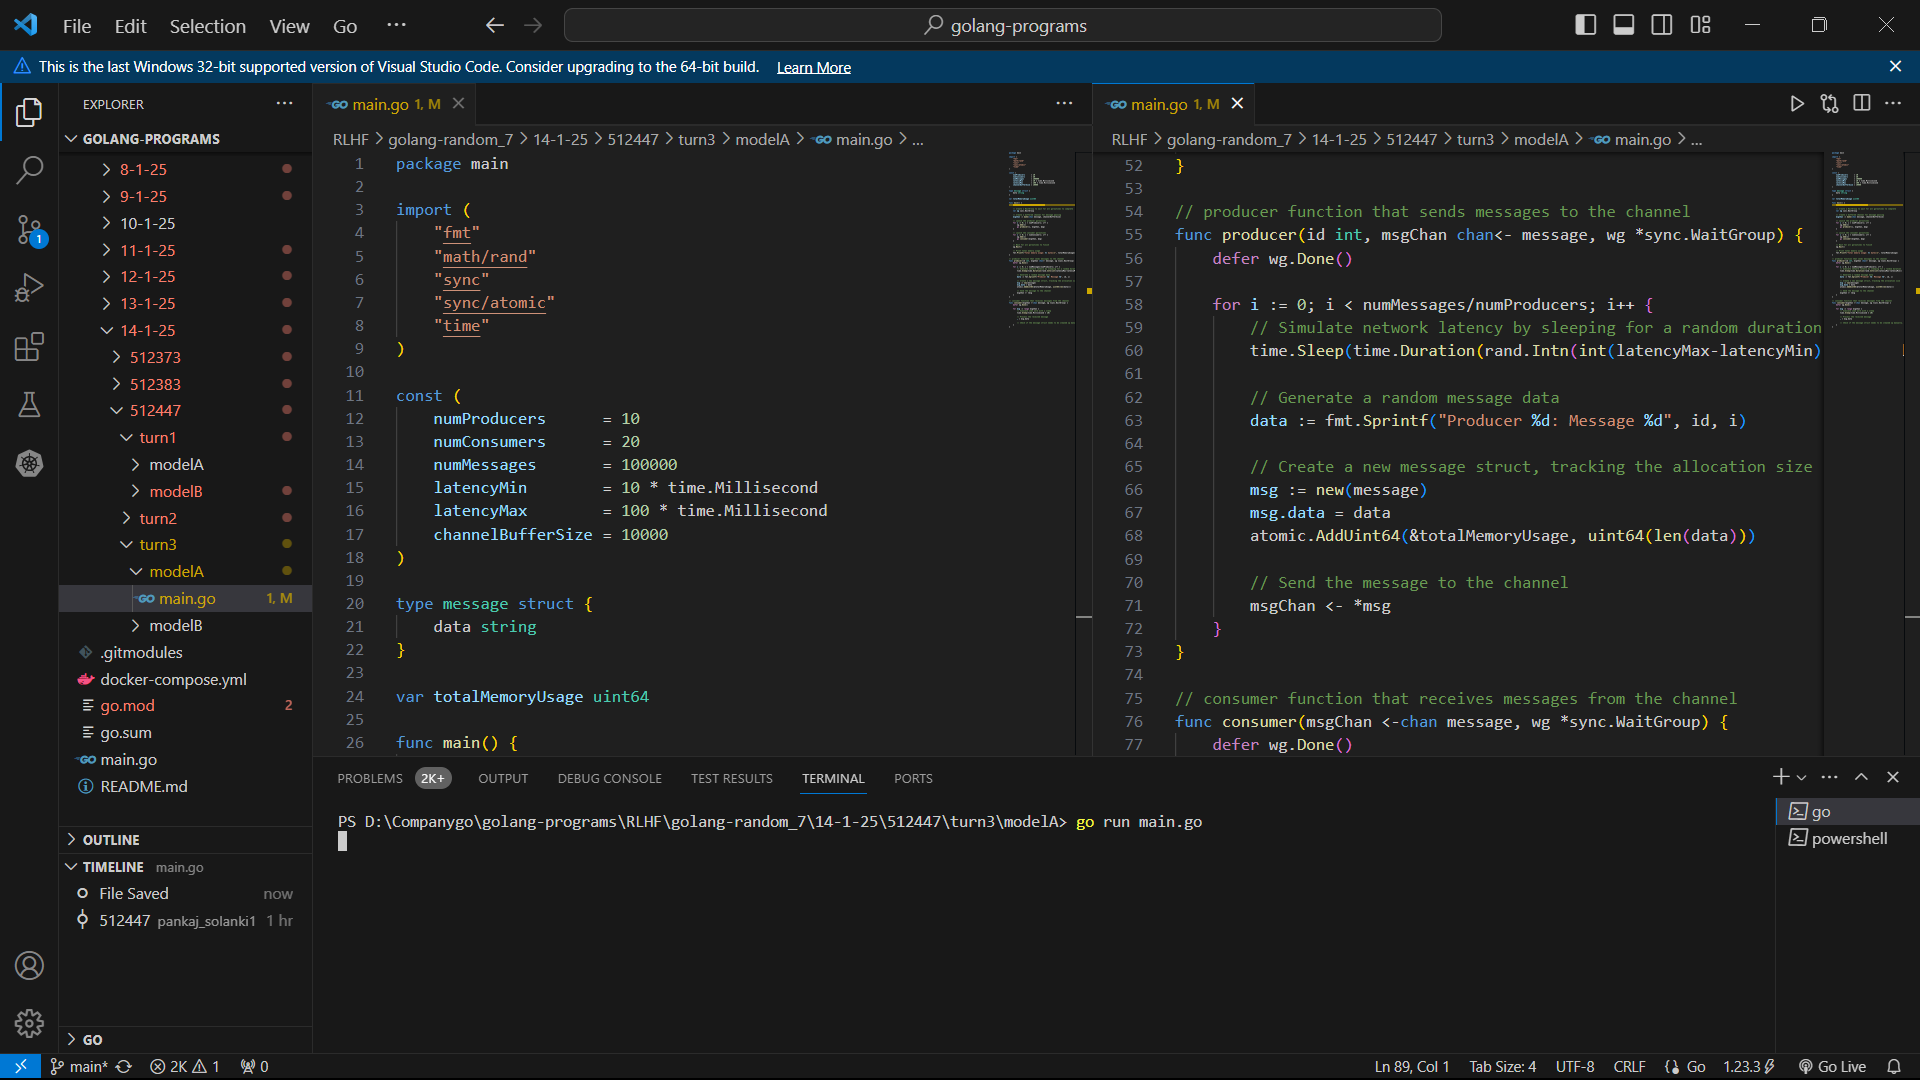 File Edit Selection View Go ···
golang-programs
This is the last Windows 32-bit supported version of Visual Studio Code. Consider upgrading to the 64-bit build. Learn More
EXPLORER
GOLANG-PROGRAMS
8-1-25
9-1-25
10-1-25
11-1-25
12-1-25
13-1-25
14-1-25
512373
512383
512447
turn1
modelA
modelB
turn2
turn3
modelA
main.go 1, M
modelB
.gitmodules
docker-compose.yml
go.mod 2
go.sum
main.go
README.md
OUTLINE
TIMELINE main.go
File Saved now
512447 pankaj_solanki1 1 hr
GO
1
main.go 1, M
RLHF > golang-random_7 > 14-1-25 > 512447 > turn3 > modelA > main.go > ...
1 package main
2
3 import (
4 "fmt"
5 "math/rand"
6 "sync"
7 "sync/atomic"
8 "time"
9 )
10
11 const (
12 numProducers = 10
13 numConsumers = 20
14 numMessages = 100000
15 latencyMin = 10 * time.Millisecond
16 latencyMax = 100 * time.Millisecond
17 channelBufferSize = 10000
18 )
19
20 type message struct {
21 data string
22 }
23
24 var totalMemoryUsage uint64
25
26 func main() {
main.go 1, M
RLHF > golang-random_7 > 14-1-25 > 512447 > turn3 > modelA > main.go > ...
52 }
53
54 // producer function that sends messages to the channel
55 func producer(id int, msgChan chan<- message, wg *sync.WaitGroup) {
56 defer wg.Done()
57
58 for i := 0; i < numMessages/numProducers; i++ {
59 // Simulate network latency by sleeping for a random duration
60 time.Sleep(time.Duration(rand.Intn(int(latencyMax-latencyMin)
61
62 // Generate a random message data
63 data := fmt.Sprintf("Producer %d: Message %d", id, i)
64
65 // Create a new message struct, tracking the allocation size
66 msg := new(message)
67 msg.data = data
68 atomic.AddUint64(&totalMemoryUsage, uint64(len(data)))
69
70 // Send the message to the channel
71 msgChan <- *msg
72 }
73 }
74
75 // consumer function that receives messages from the channel
76 func consumer(msgChan <-chan message, wg *sync.WaitGroup) {
77 defer wg.Done()
PROBLEMS 2K+ OUTPUT DEBUG CONSOLE TEST RESULTS TERMINAL PORTS
PS D:\Companygo\golang-programs\RLHF\golang-random_7\14-1-25\512447\turn3\modelA> go run main.go
go
powershell
main* 2K 1 0 Ln 89, Col 1 Tab Size: 4 UTF-8 CRLF Go 1.23.3 Go Live